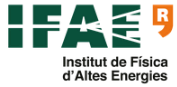 IFAE R
Institut de Física
d'Altes Energies